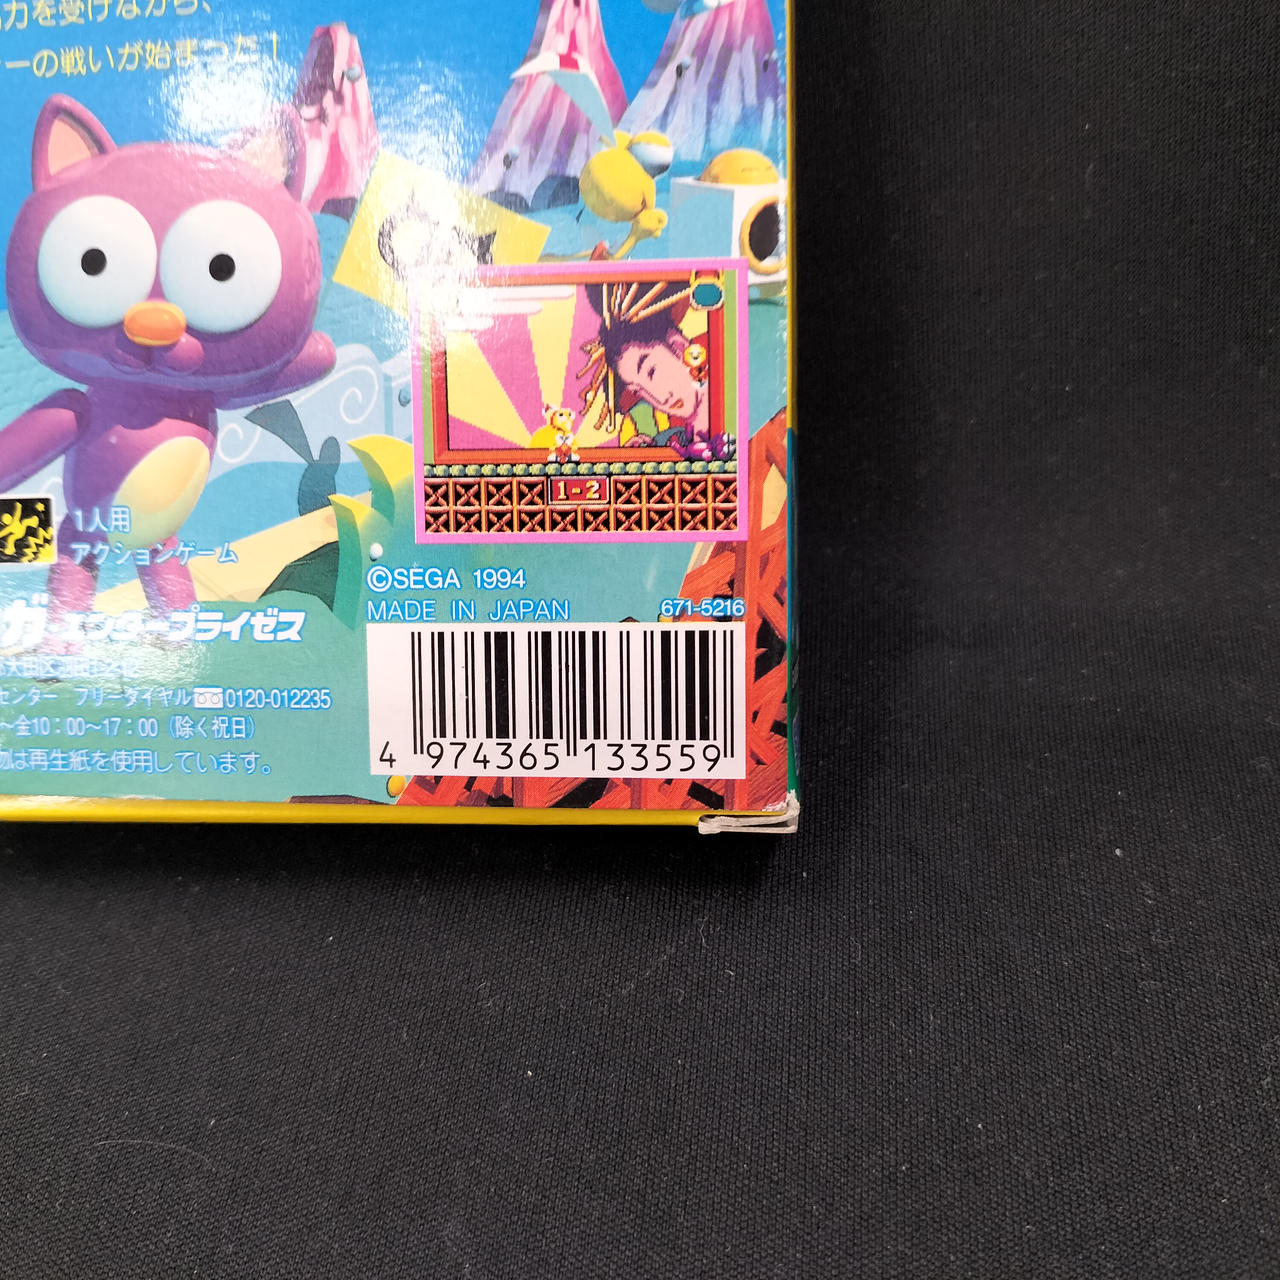 力を受けながら、
ーの戦いが始まった！
1-2
1人用
アクションゲーム
©SEGA 1994
MADE IN JAPAN 671-5216
ガ エンタープライゼス
大田区
センター フリーダイヤル 0120-012235
～金10：00～17：00（除く祝日）
物は再生紙を使用しています。
4 974365 133559